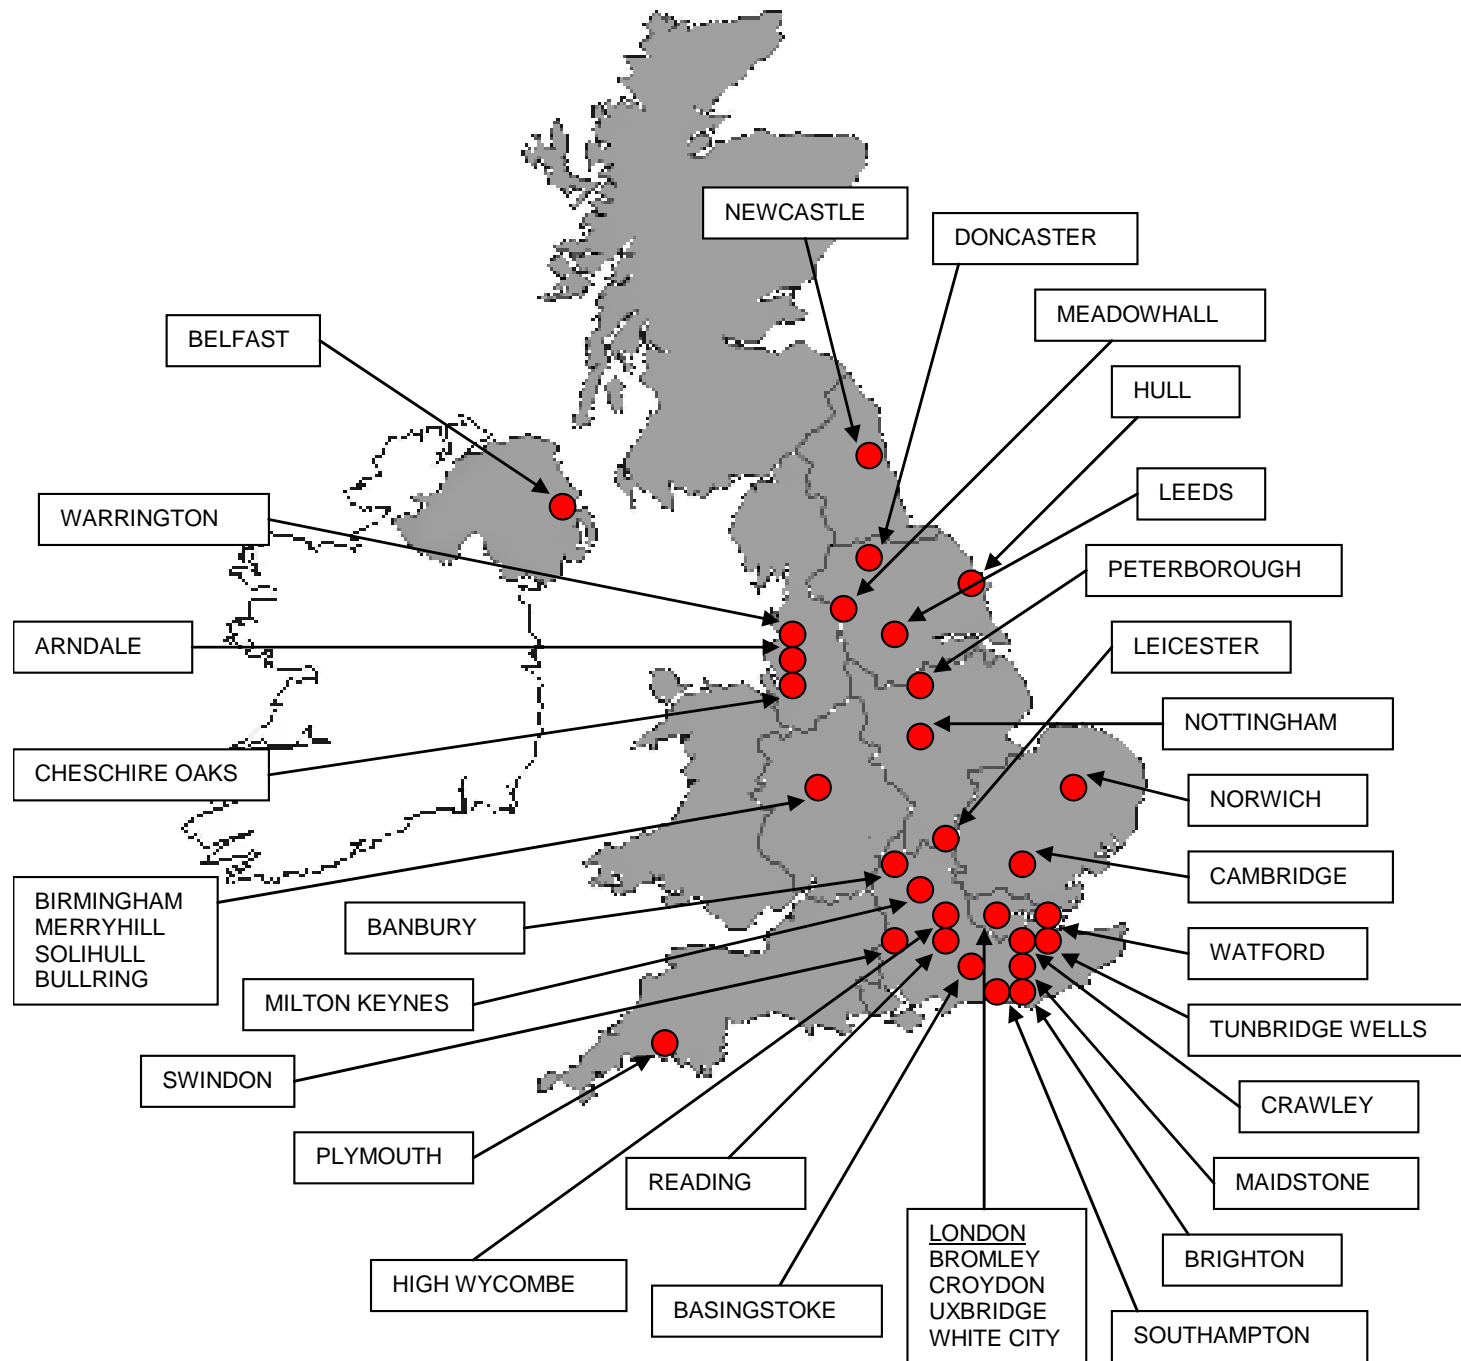 NEWCASTLE
DONCASTER
MEADOWHALL
BELFAST
HULL
LEEDS
WARRINGTON
PETERBOROUGH
ARNDALE
LEICESTER
NOTTINGHAM
CHESCHIRE OAKS
NORWICH
CAMBRIDGE
BIRMINGHAM
MERRYHILL
SOLIHULL
BULLRING
BANBURY
WATFORD
MILTON KEYNES
TUNBRIDGE WELLS
SWINDON
CRAWLEY
PLYMOUTH
READING
MAIDSTONE
LONDON
BROMLEY
CROYDON
UXBRIDGE
WHITE CITY
BRIGHTON
HIGH WYCOMBE
BASINGSTOKE
SOUTHAMPTON